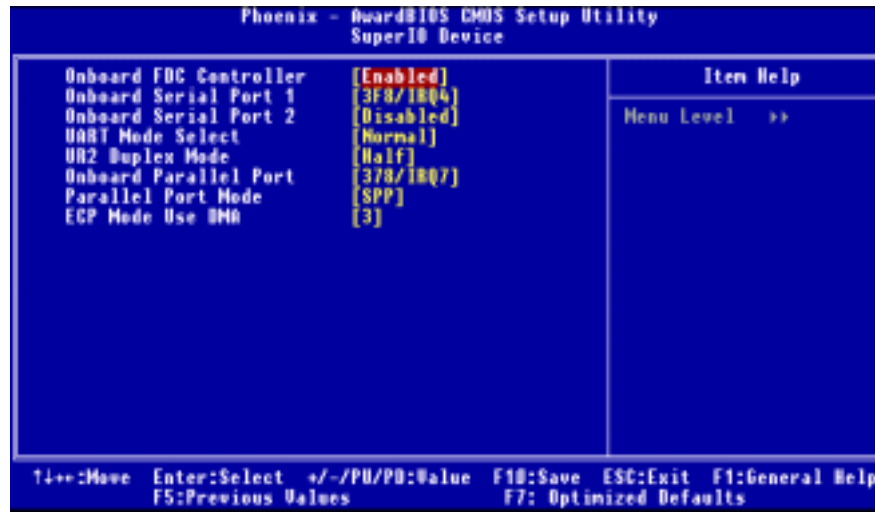 Phoenix - AwardBIOS CMOS Setup Utility
SuperIO Device
Onboard FDC Controller [Enabled]
Onboard Serial Port 1 [3F8/IRQ4]
Onboard Serial Port 2 [Disabled]
UART Mode Select [Normal]
UR2 Duplex Mode [Half]
Onboard Parallel Port [378/IRQ7]
Parallel Port Mode [SPP]
ECP Mode Use DMA [3]
Item Help
Menu Level ►►
↑↓→←:Move Enter:Select +/-/PU/PD:Value F10:Save ESC:Exit F1:General Help
F5:Previous Values F7: Optimized Defaults